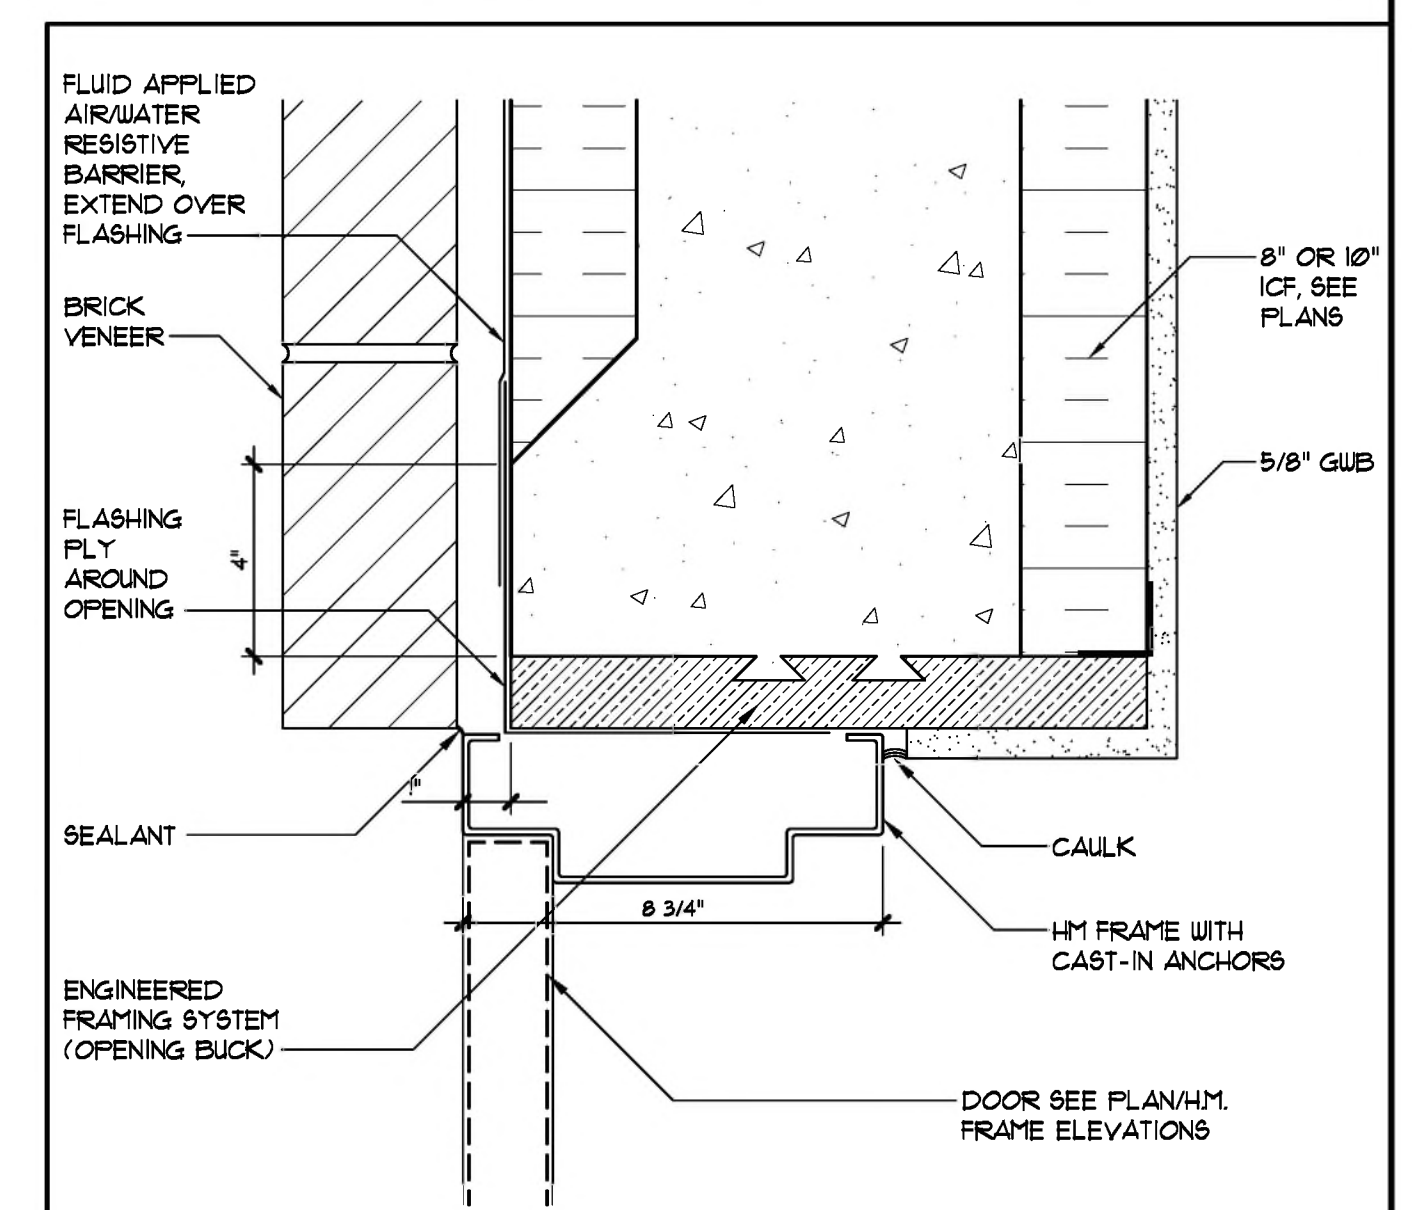 FLUID APPLIED
AIR/WATER
RESISTIVE
BARRIER,
EXTEND OVER
FLASHING
BRICK
VENEER
8" OR 10"
ICF, SEE
PLANS
5/8" GWB
FLASHING
PLY
AROUND
OPENING
4"
1"
SEALANT
CAULK
8 3/4"
HM FRAME WITH
CAST-IN ANCHORS
ENGINEERED
FRAMING SYSTEM
(OPENING BUCK)
DOOR SEE PLAN/H.M.
FRAME ELEVATIONS